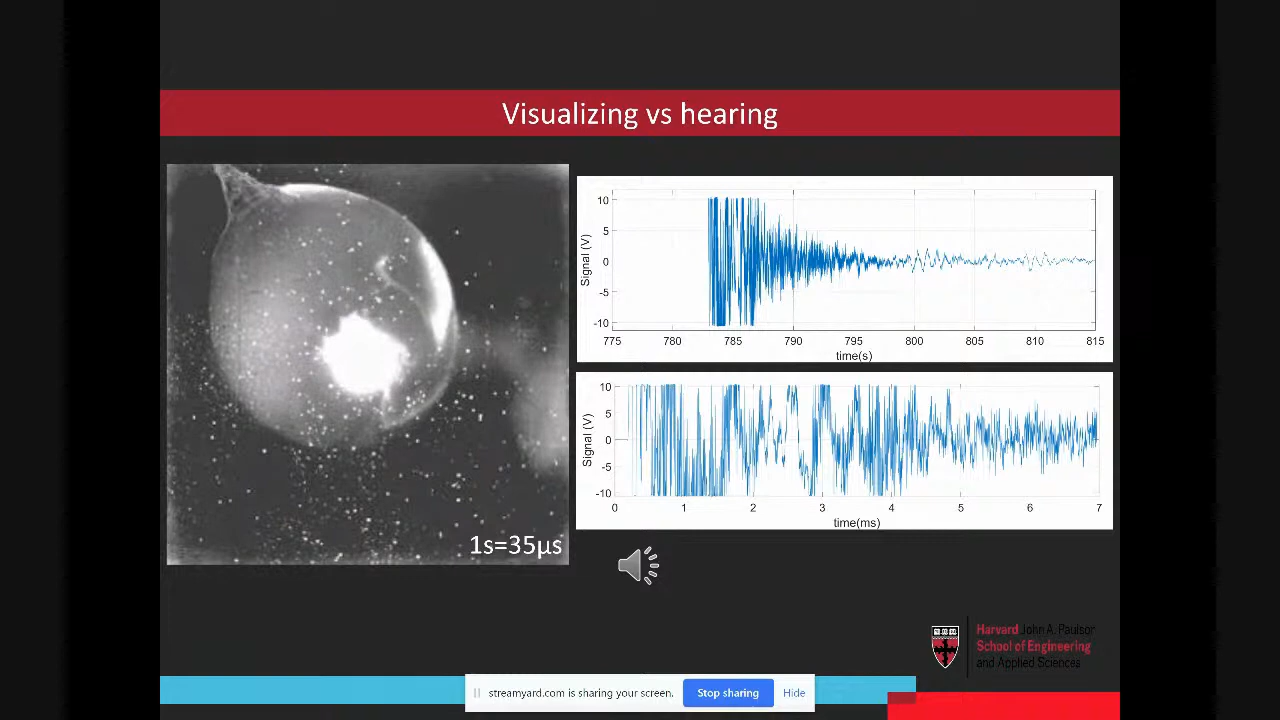 Visualizing vs hearing
1s=35µs
Signal (V)
10
5
0
-5
-10
775 780 785 790 795 800 805 810 815
time(s)
Signal (V)
10
5
0
-5
-10
0 1 2 3 4 5 6 7
time(ms)
Harvard John A. Paulson
School of Engineering
and Applied Sciences
streamyard.com is sharing your screen. Stop sharing Hide